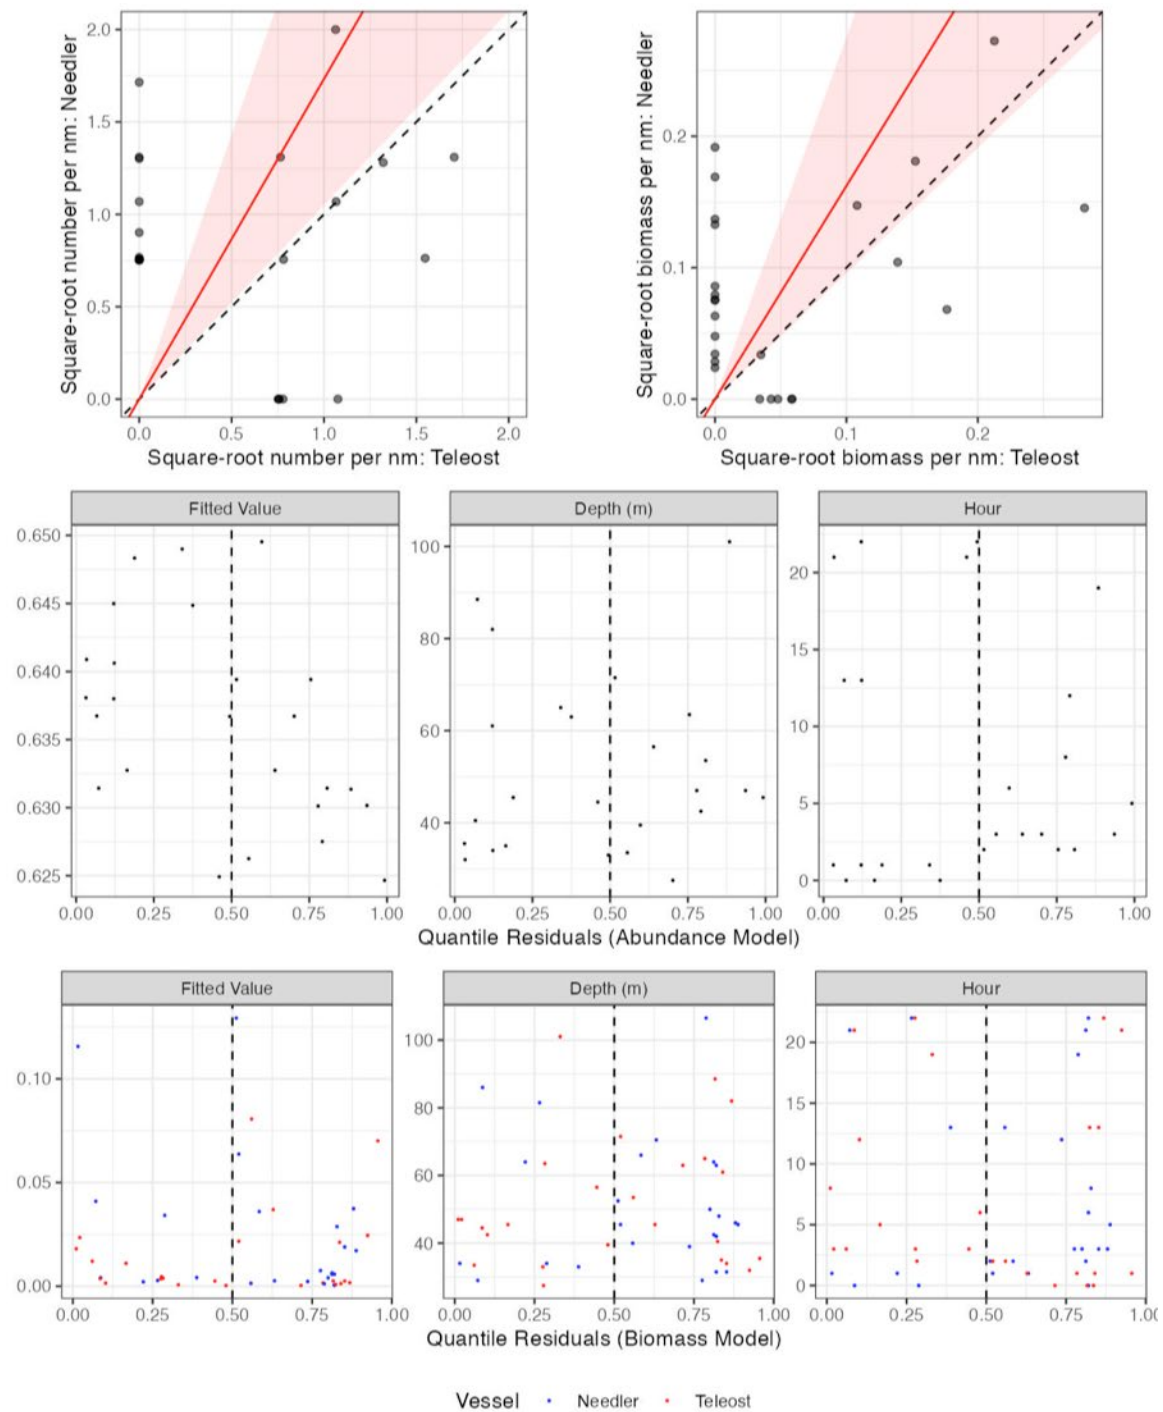 Square-root number per nm: Needler
2.0
1.5
1.0
0.5
0.0
0.0 0.5 1.0 1.5 2.0
Square-root number per nm: Teleost
Square-root biomass per nm: Needler
0.2
0.1
0.0
0.0 0.1 0.2
Square-root biomass per nm: Teleost
Fitted Value
0.650
0.645
0.640
0.635
0.630
0.625
0.00 0.25 0.50 0.75 1.00
Depth (m)
100
80
60
40
0.00 0.25 0.50 0.75 1.00
Hour
20
15
10
5
0
0.00 0.25 0.50 0.75 1.00
Quantile Residuals (Abundance Model)
Fitted Value
0.10
0.05
0.00
0.00 0.25 0.50 0.75 1.00
Depth (m)
100
80
60
40
0.00 0.25 0.50 0.75 1.00
Hour
20
15
10
5
0
0.00 0.25 0.50 0.75 1.00
Quantile Residuals (Biomass Model)
Vessel Needler Teleost